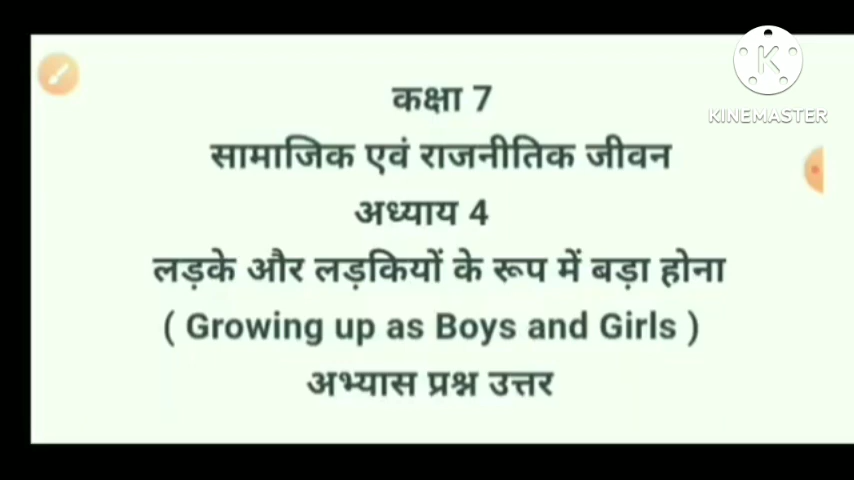 K
KINEMASTER
कक्षा 7
सामाजिक एवं राजनीतिक जीवन
अध्याय 4
लड़के और लड़कियों के रूप में बड़ा होना
( Growing up as Boys and Girls )
अभ्यास प्रश्न उत्तर